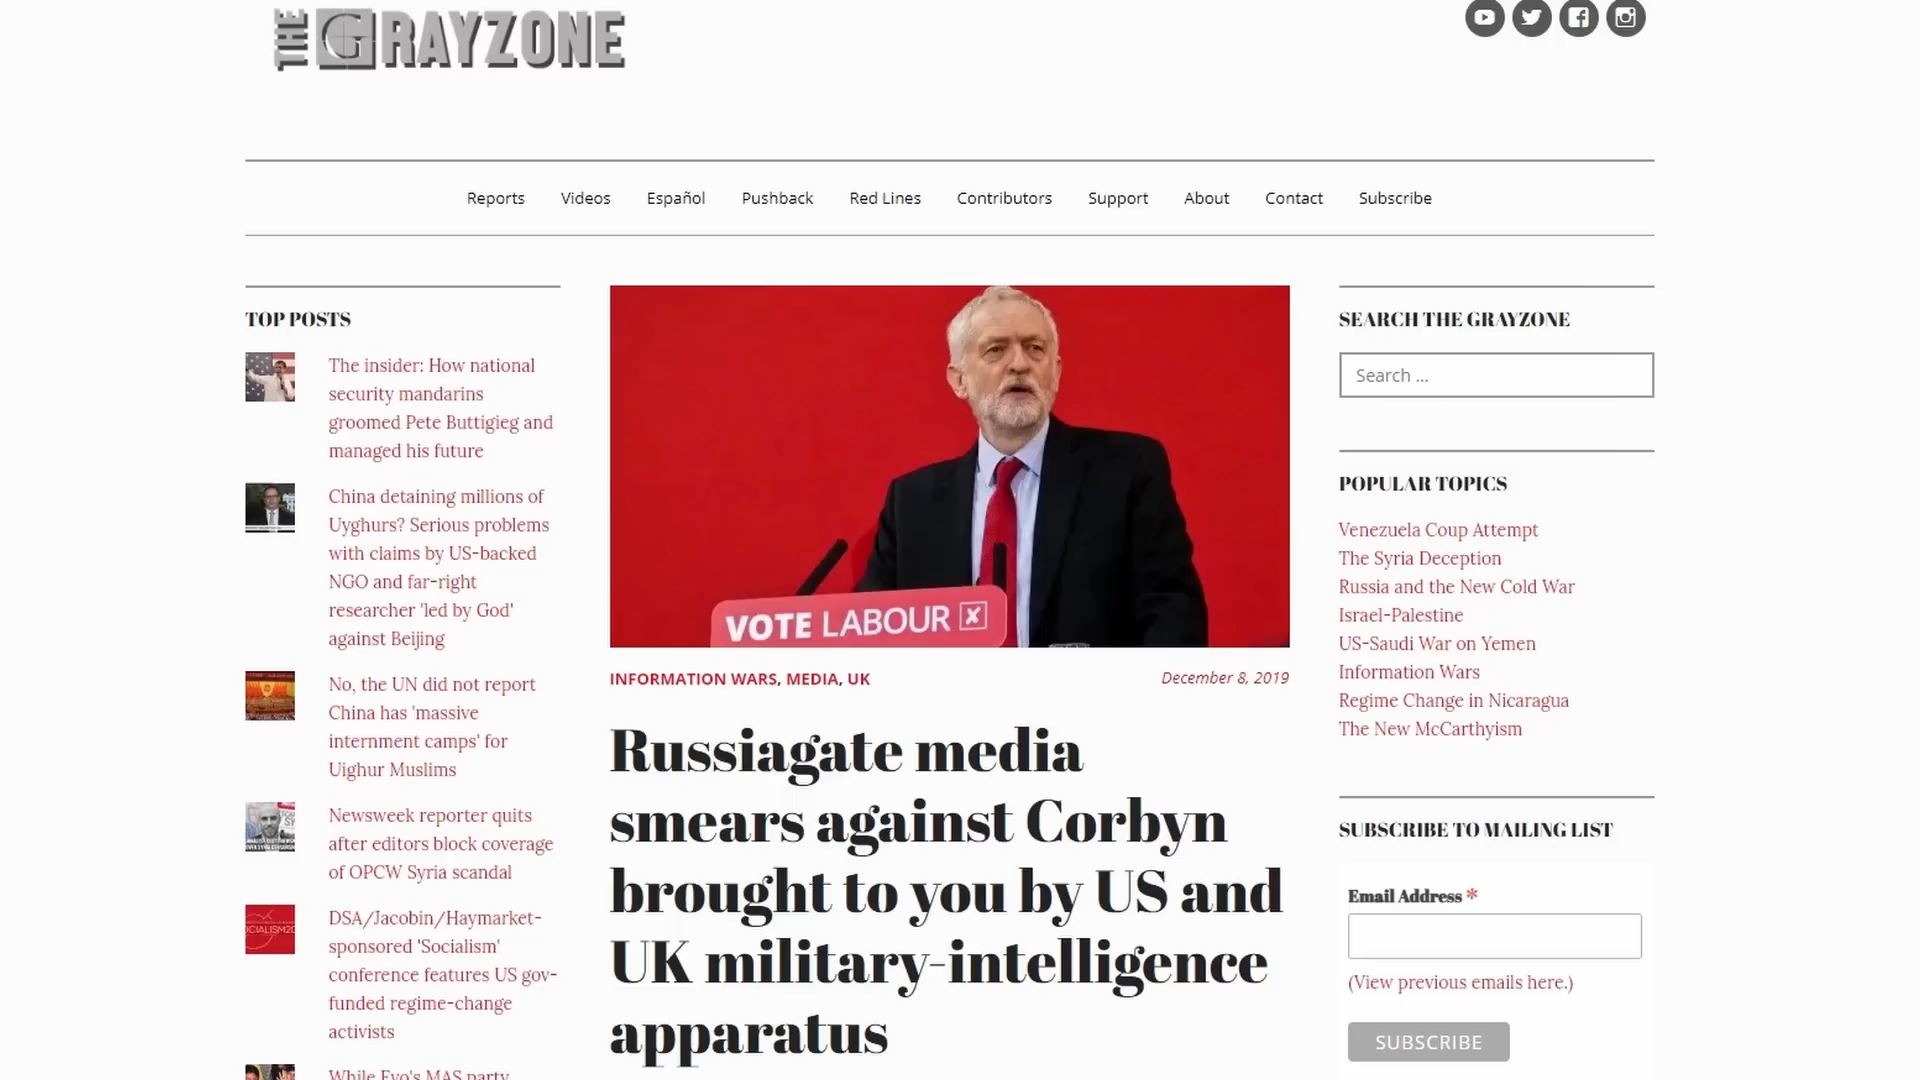 THE GRAYZONE
Reports Videos Español Pushback Red Lines Contributors Support About Contact Subscribe
TOP POSTS
The insider: How national
security mandarins
groomed Pete Buttigieg and
managed his future
China detaining millions of
Uyghurs? Serious problems
with claims by US-backed
NGO and far-right
researcher 'led by God'
against Beijing
No, the UN did not report
China has 'massive
internment camps' for
Uighur Muslims
Newsweek reporter quits
after editors block coverage
of OPCW Syria scandal
DSA/Jacobin/Haymarket-
sponsored 'Socialism'
conference features US gov-
funded regime-change
activists
While Evo's MAS party
VOTE LABOUR
INFORMATION WARS, MEDIA, UK
December 8, 2019
Russiagate media
smears against Corbyn
brought to you by US and
UK military-intelligence
apparatus
SEARCH THE GRAYZONE
Search ...
POPULAR TOPICS
Venezuela Coup Attempt
The Syria Deception
Russia and the New Cold War
Israel-Palestine
US-Saudi War on Yemen
Information Wars
Regime Change in Nicaragua
The New McCarthyism
SUBSCRIBE TO MAILING LIST
Email Address *
(View previous emails here.)
SUBSCRIBE